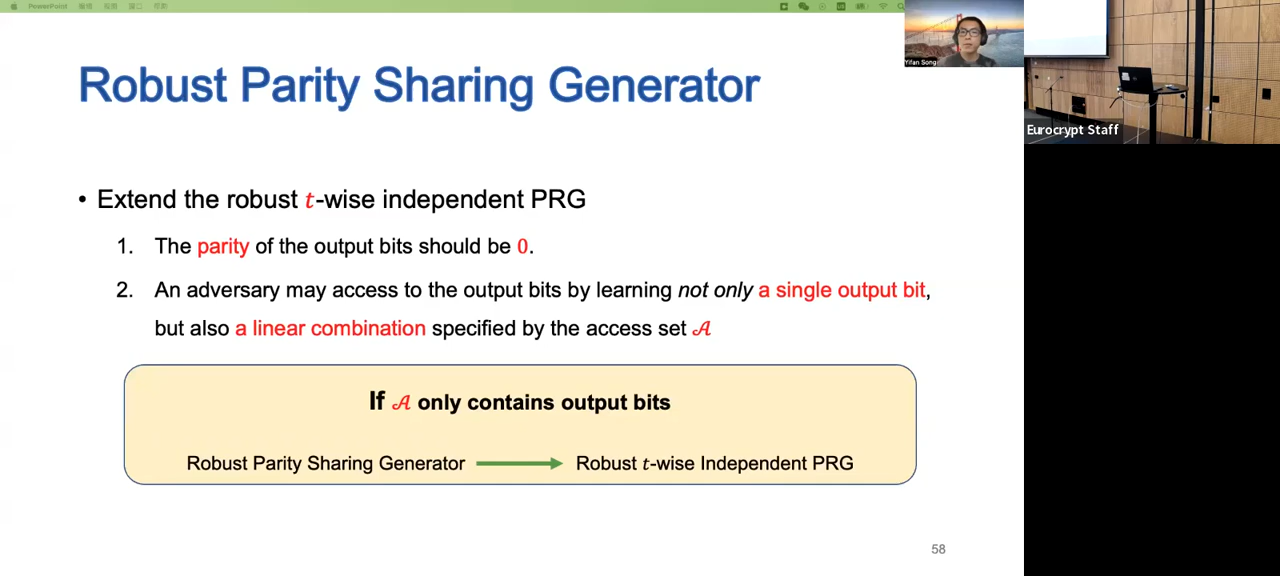 PowerPoint
Yifan Song
Eurocrypt Staff
Robust Parity Sharing Generator
• Extend the robust t-wise independent PRG
1. The parity of the output bits should be 0.
2. An adversary may access to the output bits by learning not only a single output bit,
but also a linear combination specified by the access set 𝒜
If 𝒜 only contains output bits
Robust Parity Sharing Generator
Robust t-wise Independent PRG
58